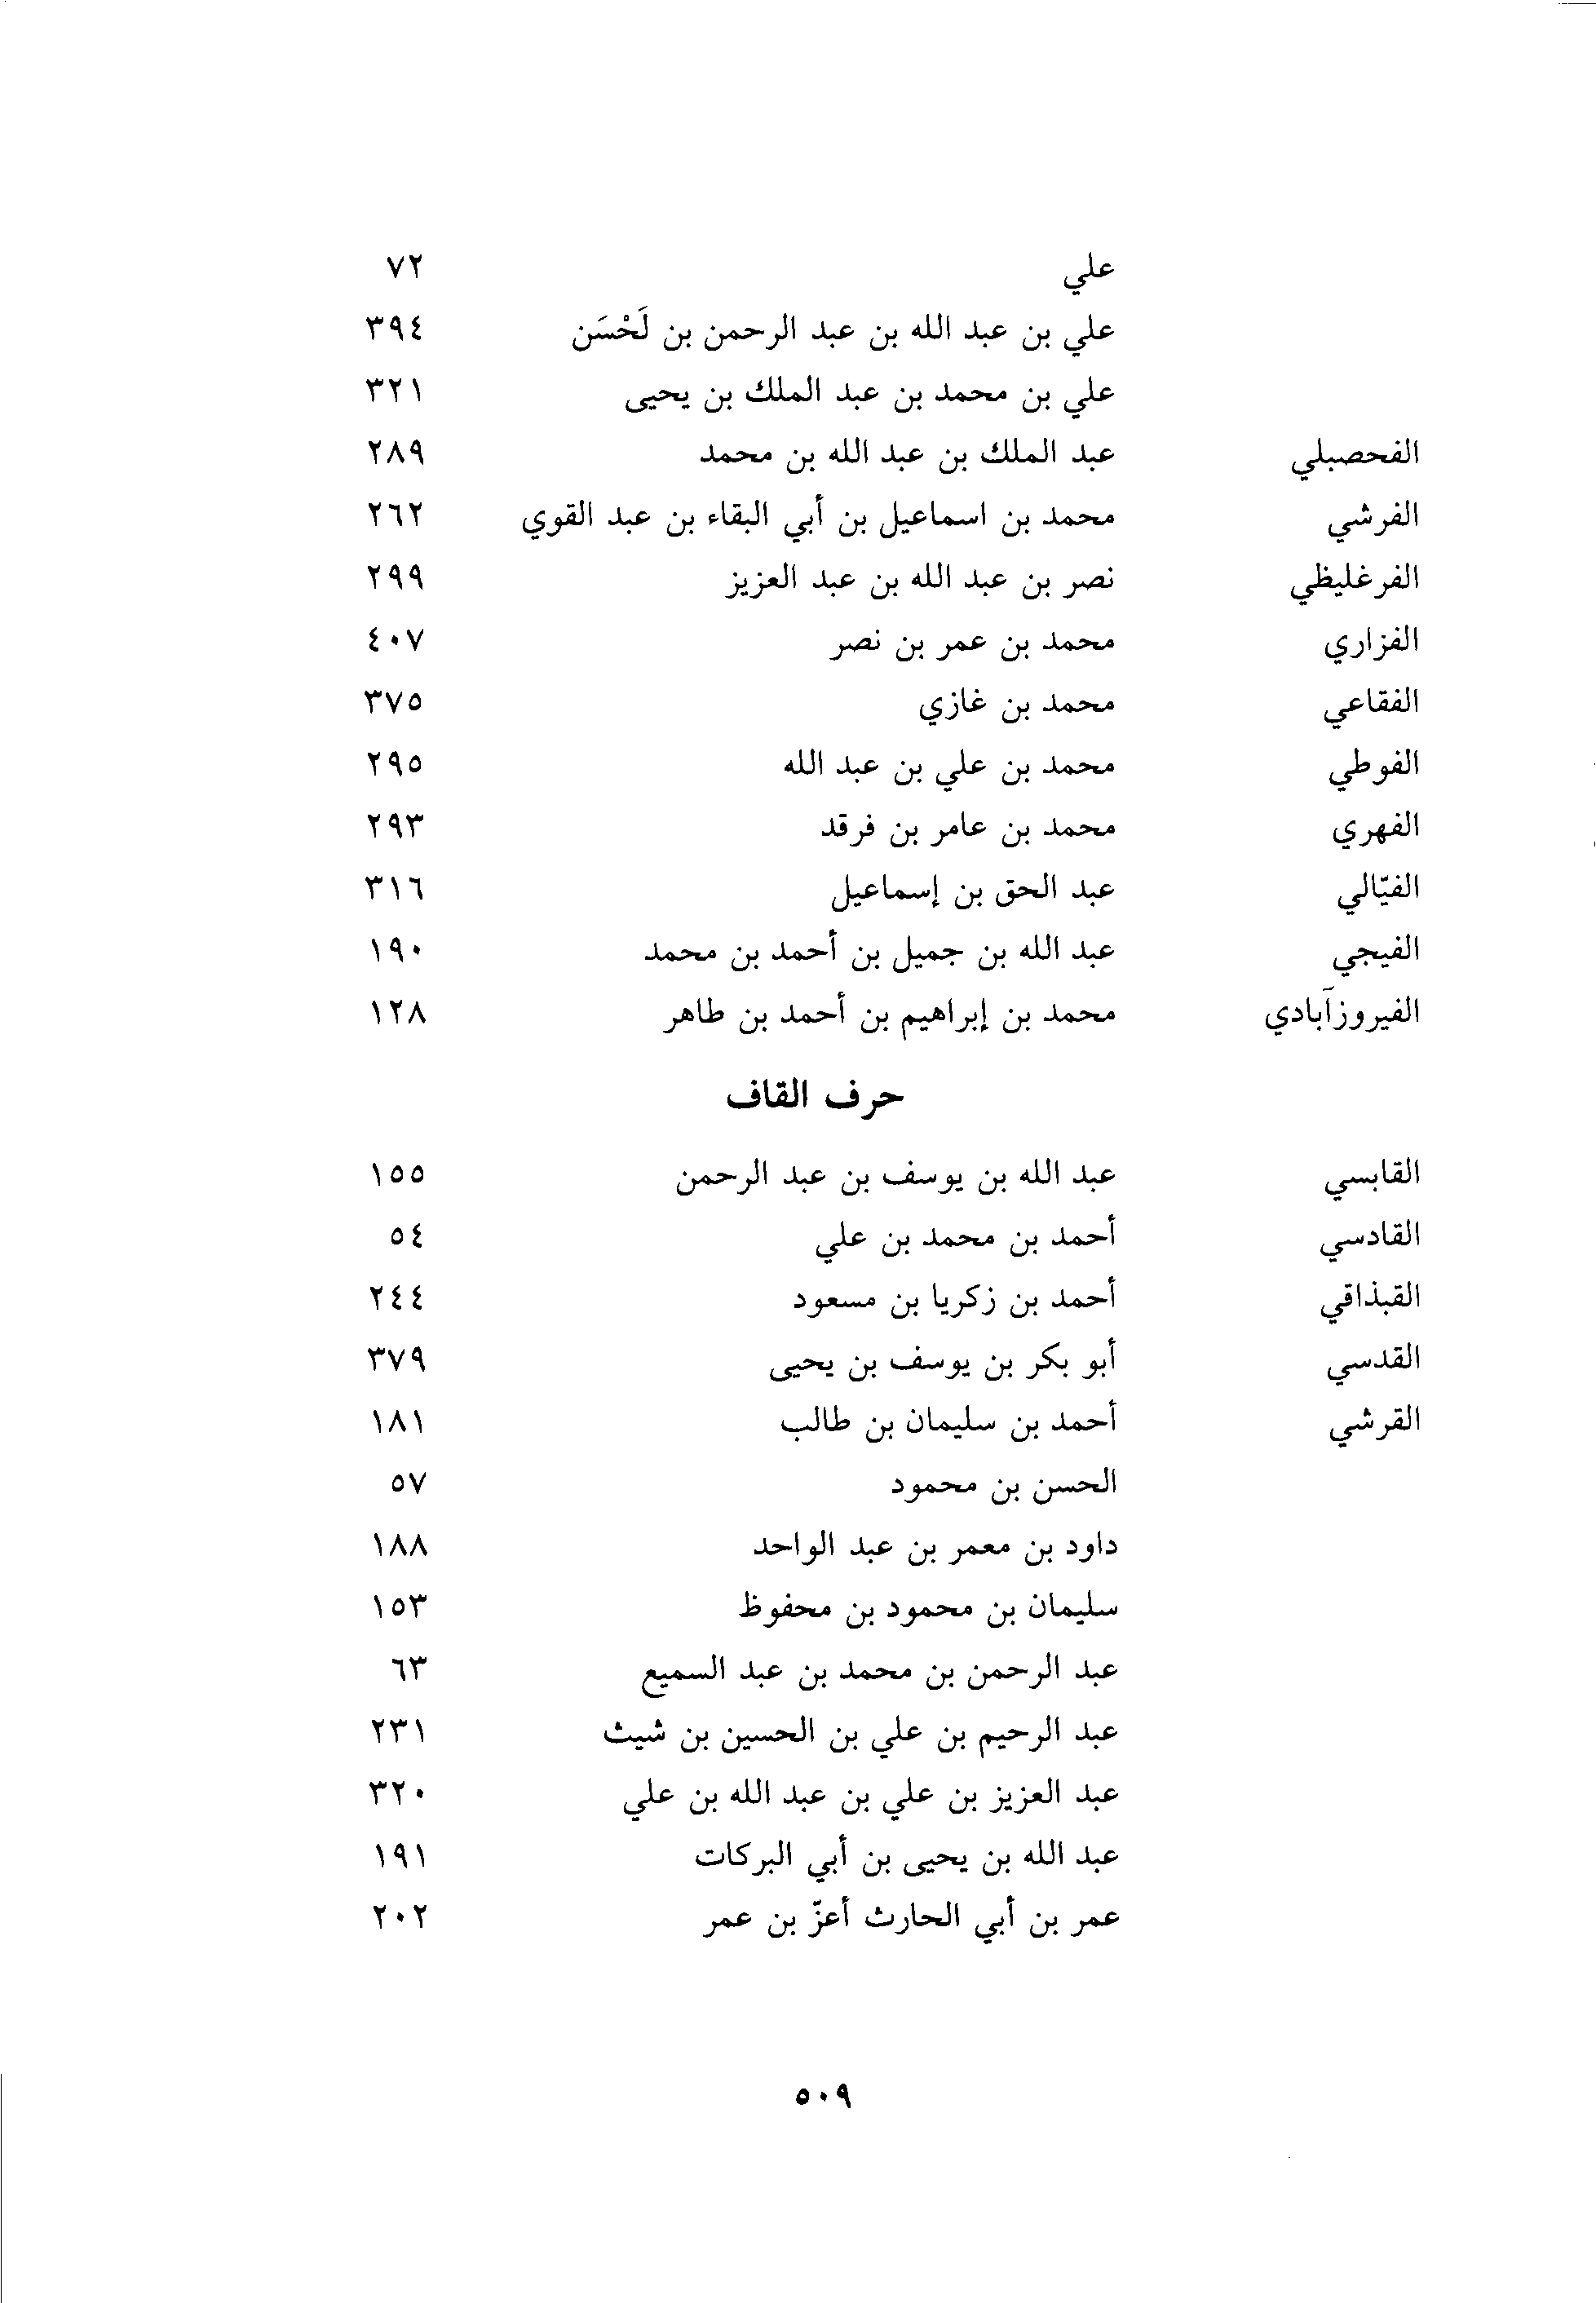 علي ٧٢
علي بن عبد الله بن عبد الرحمن بن لَحْسَن ٣٩٤
علي بن محمد بن عبد الملك بن يحيى ٣٢١
الفحصبلي عبد الملك بن عبد الله بن محمد ٢٨٩
الفرشي محمد بن اسماعيل بن أبي البقاء بن عبد القوي ٢٦٢
الفرغليظي نصر بن عبد الله بن عبد العزيز ٢٩٩
الفزاري محمد بن عمر بن نصر ٤٠٧
الفقاعي محمد بن غازي ٣٧٥
الفوطي محمد بن علي بن عبد الله ٢٩٥
الفهري محمد بن عامر بن فرقد ٢٩٣
الفيّالي عبد الحق بن إسماعيل ٣١٦
الفيجي عبد الله بن جميل بن أحمد بن محمد ١٩٠
الفيروزآبادي محمد بن إبراهيم بن أحمد بن طاهر ١٢٨
حرف القاف
القابسي عبد الله بن يوسف بن عبد الرحمن ١٥٥
القادسي أحمد بن محمد بن علي ٥٤
القبذاقي أحمد بن زكريا بن مسعود ٢٤٤
القدسي أبو بكر بن يوسف بن يحيى ٣٧٩
القرشي أحمد بن سليمان بن طالب ١٨١
الحسن بن محمود ٥٧
داود بن معمر بن عبد الواحد ١٨٨
سليمان بن محمود بن محفوظ ١٥٣
عبد الرحمن بن محمد بن عبد السميع ٦٣
عبد الرحيم بن علي بن الحسين بن شيث ٢٣١
عبد العزيز بن علي بن عبد الله بن علي ٣٢٠
عبد الله بن يحيى بن أبي البركات ١٩١
عمر بن أبي الحارث أعزّ بن عمر ٢٠٢
٥٠٩